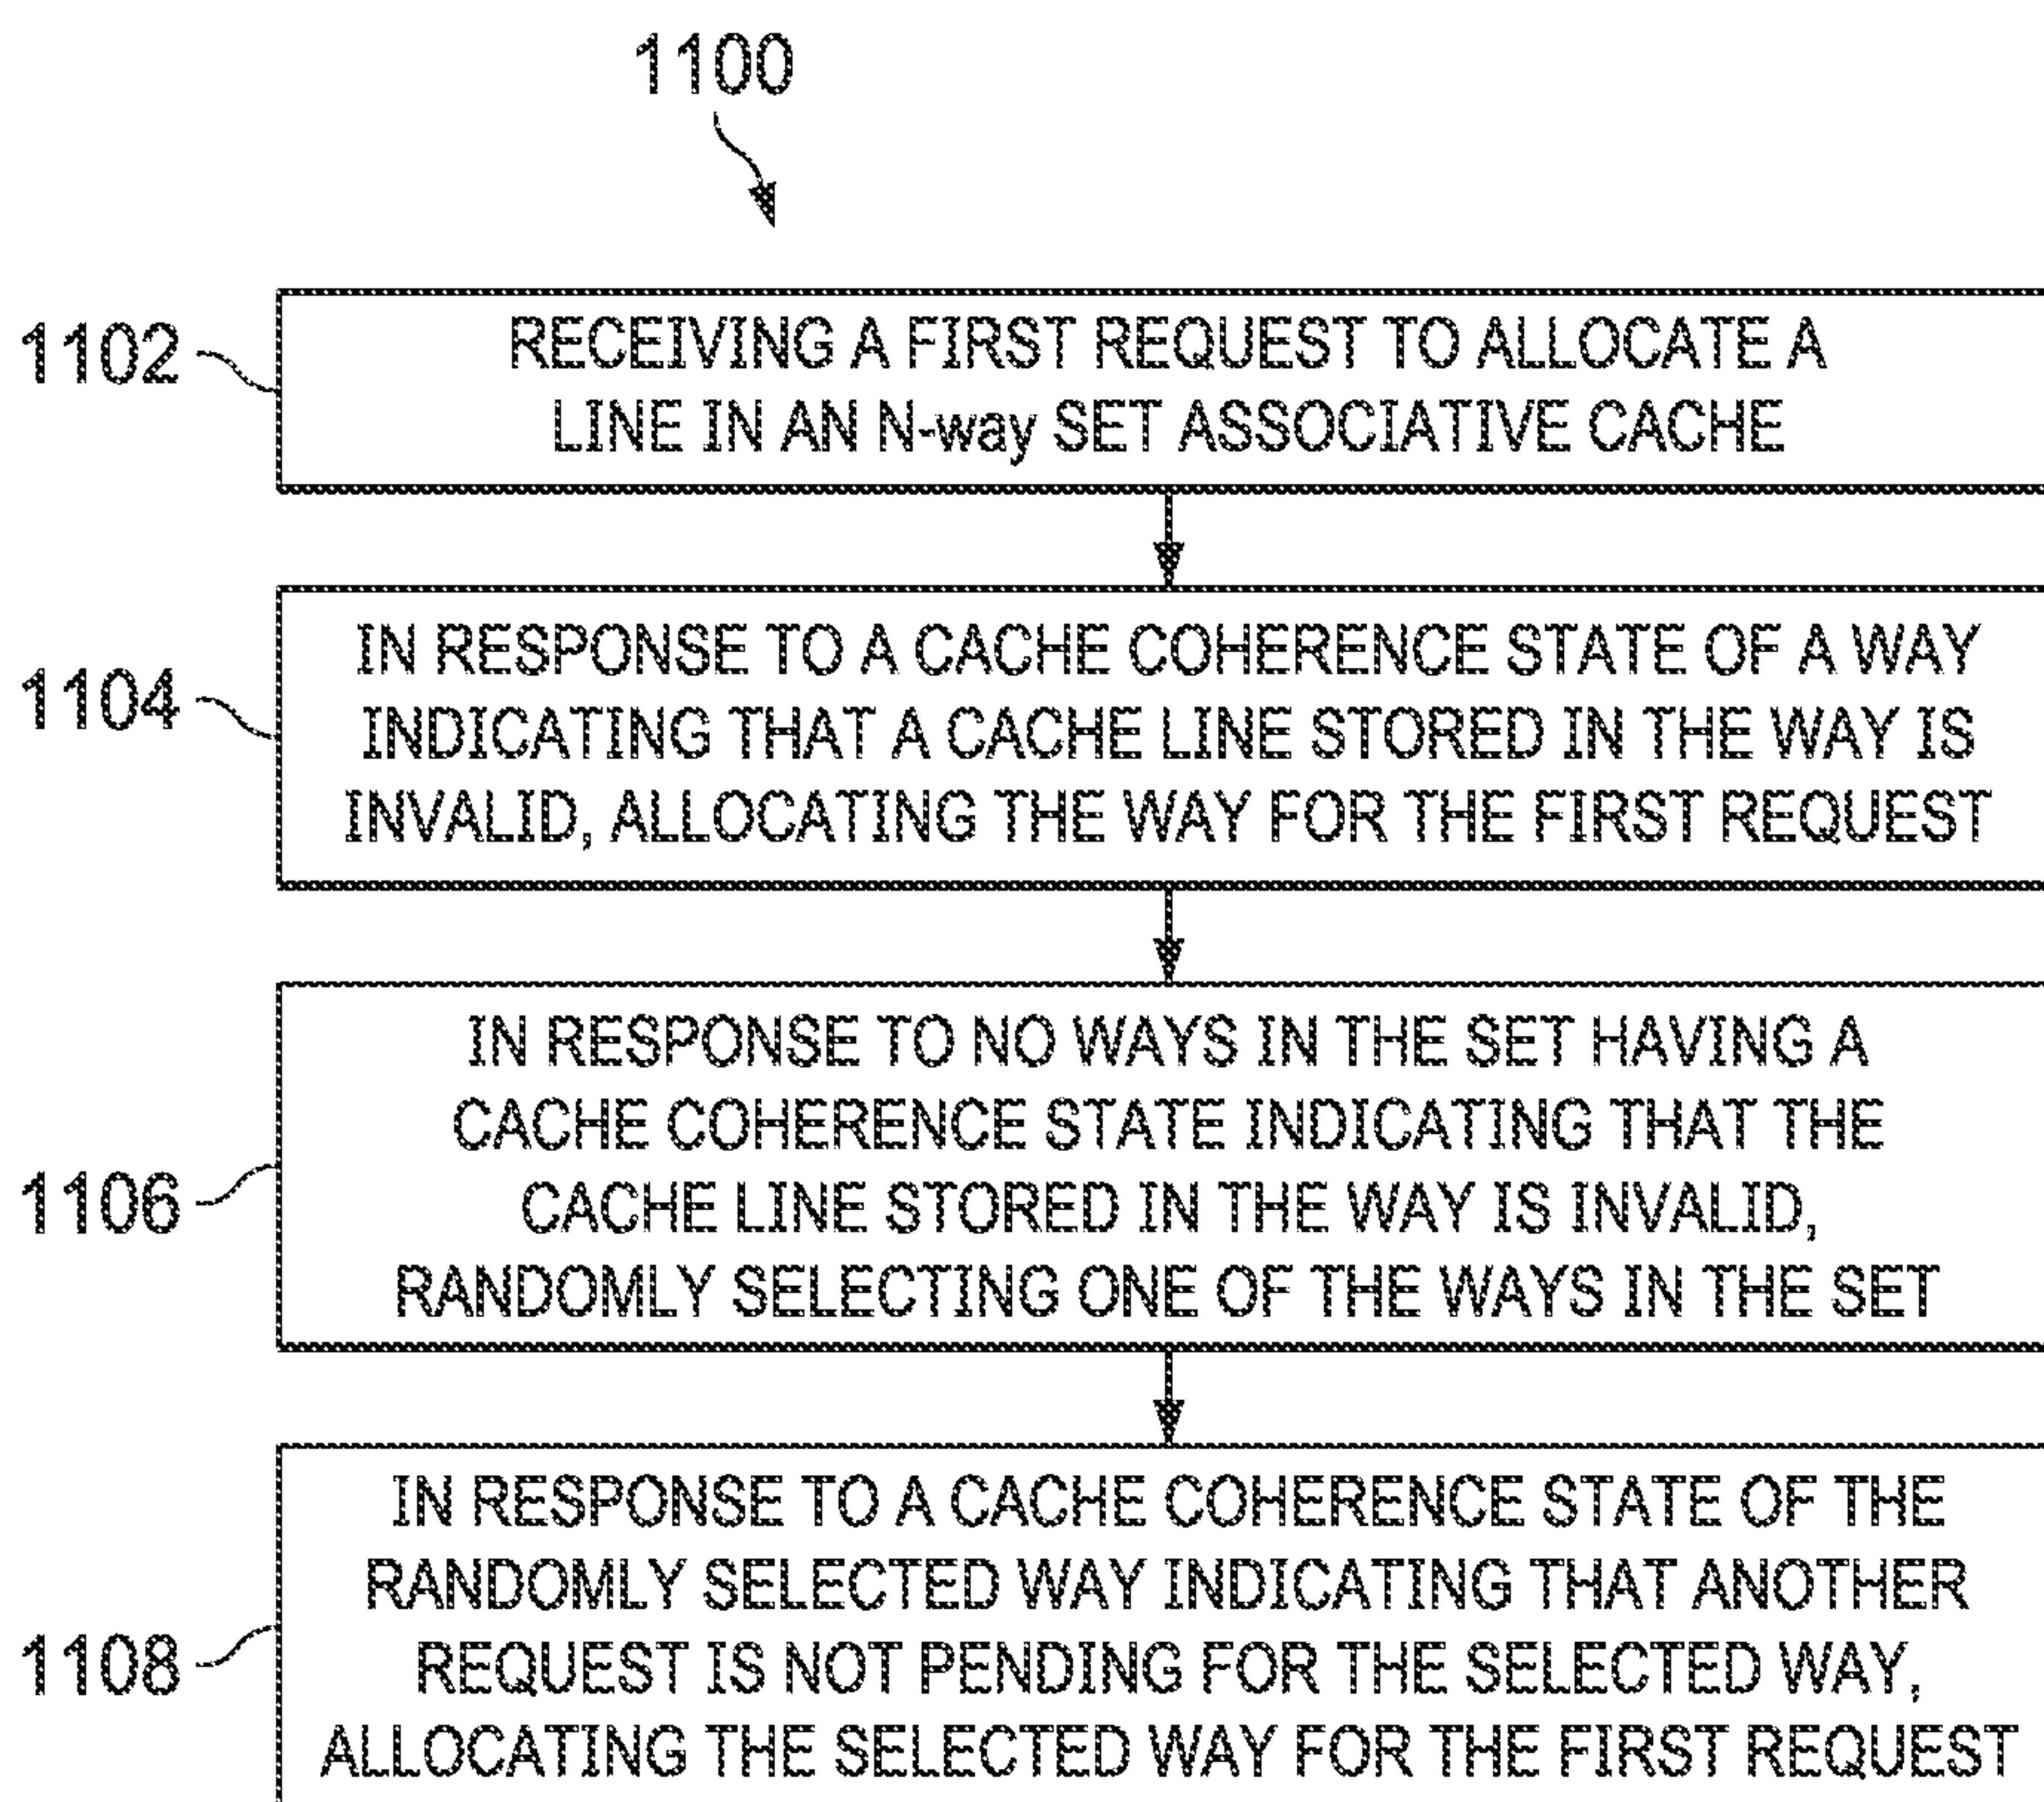 1100
1102
RECEIVING A FIRST REQUEST TO ALLOCATE A
LINE IN AN N-way SET ASSOCIATIVE CACHE
1104
IN RESPONSE TO A CACHE COHERENCE STATE OF A WAY
INDICATING THAT A CACHE LINE STORED IN THE WAY IS
INVALID, ALLOCATING THE WAY FOR THE FIRST REQUEST
1106
IN RESPONSE TO NO WAYS IN THE SET HAVING A
CACHE COHERENCE STATE INDICATING THAT THE
CACHE LINE STORED IN THE WAY IS INVALID,
RANDOMLY SELECTING ONE OF THE WAYS IN THE SET
1108
IN RESPONSE TO A CACHE COHERENCE STATE OF THE
RANDOMLY SELECTED WAY INDICATING THAT ANOTHER
REQUEST IS NOT PENDING FOR THE SELECTED WAY,
ALLOCATING THE SELECTED WAY FOR THE FIRST REQUEST